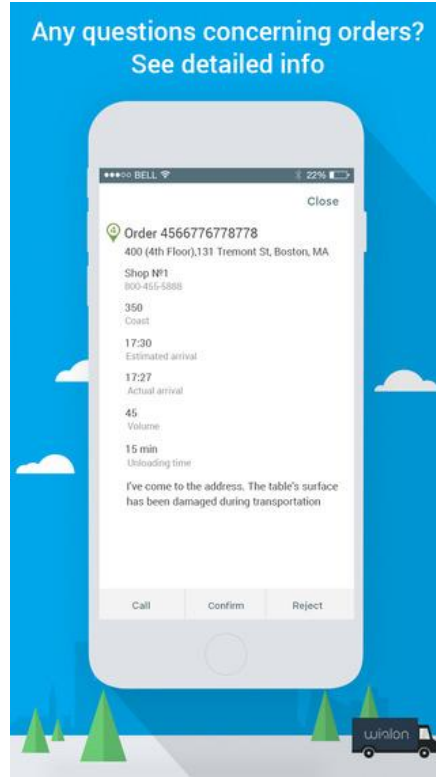 Any questions concerning orders?
See detailed info
BELL 22%
Close
4 Order 4566776778778
400 (4th Floor),131 Tremont St, Boston, MA
Shop №1
800-455-5888
350
Coast
17:30
Estimated arrival
17:27
Actual arrival
45
Volume
15 min
Unloading time
I've come to the address. The table's surface
has been damaged during transportation
Call Confirm Reject
wialon